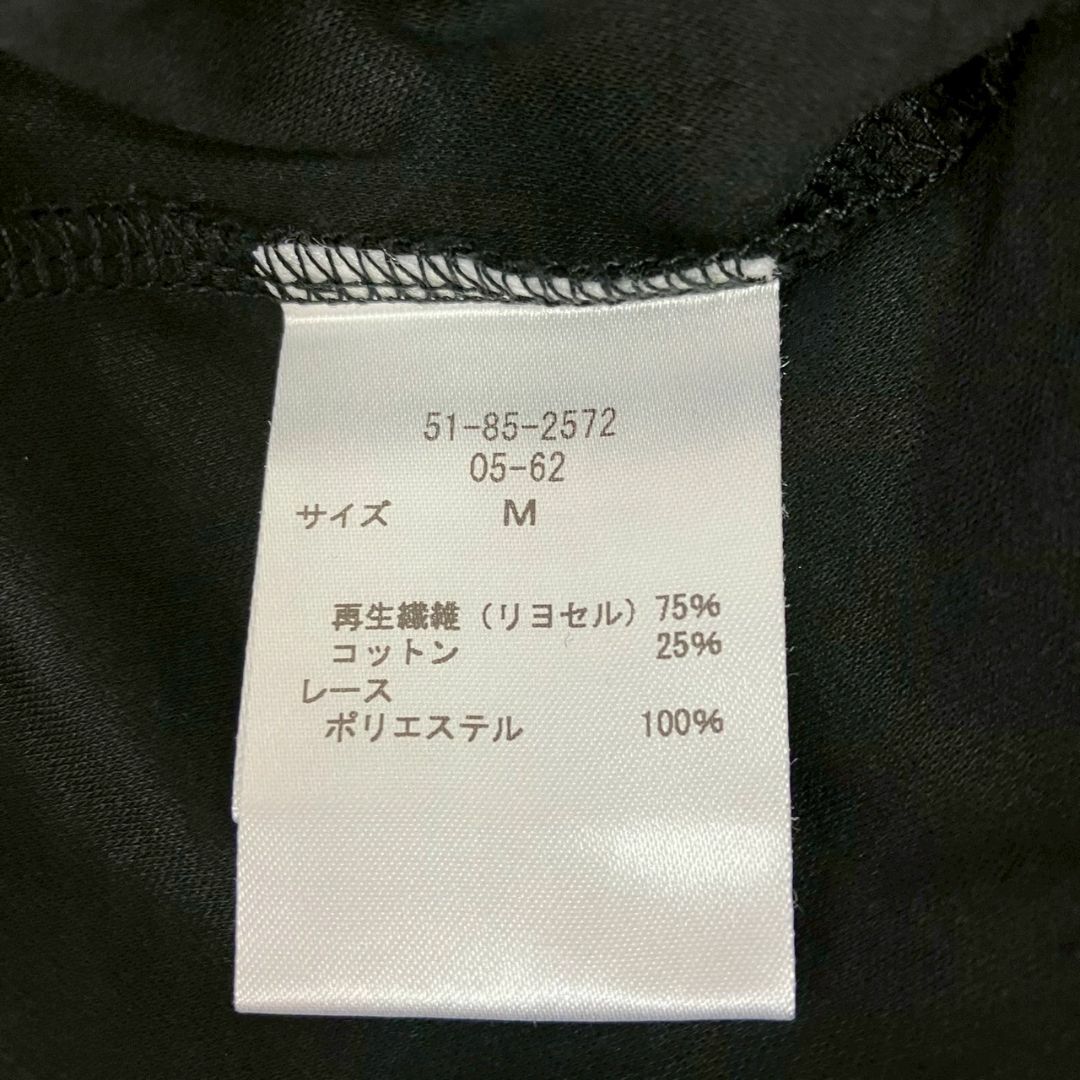 51-85-2572
05-62
サイズ M
再生繊維（リヨセル）75%
コットン 25%
レース
ポリエステル 100%